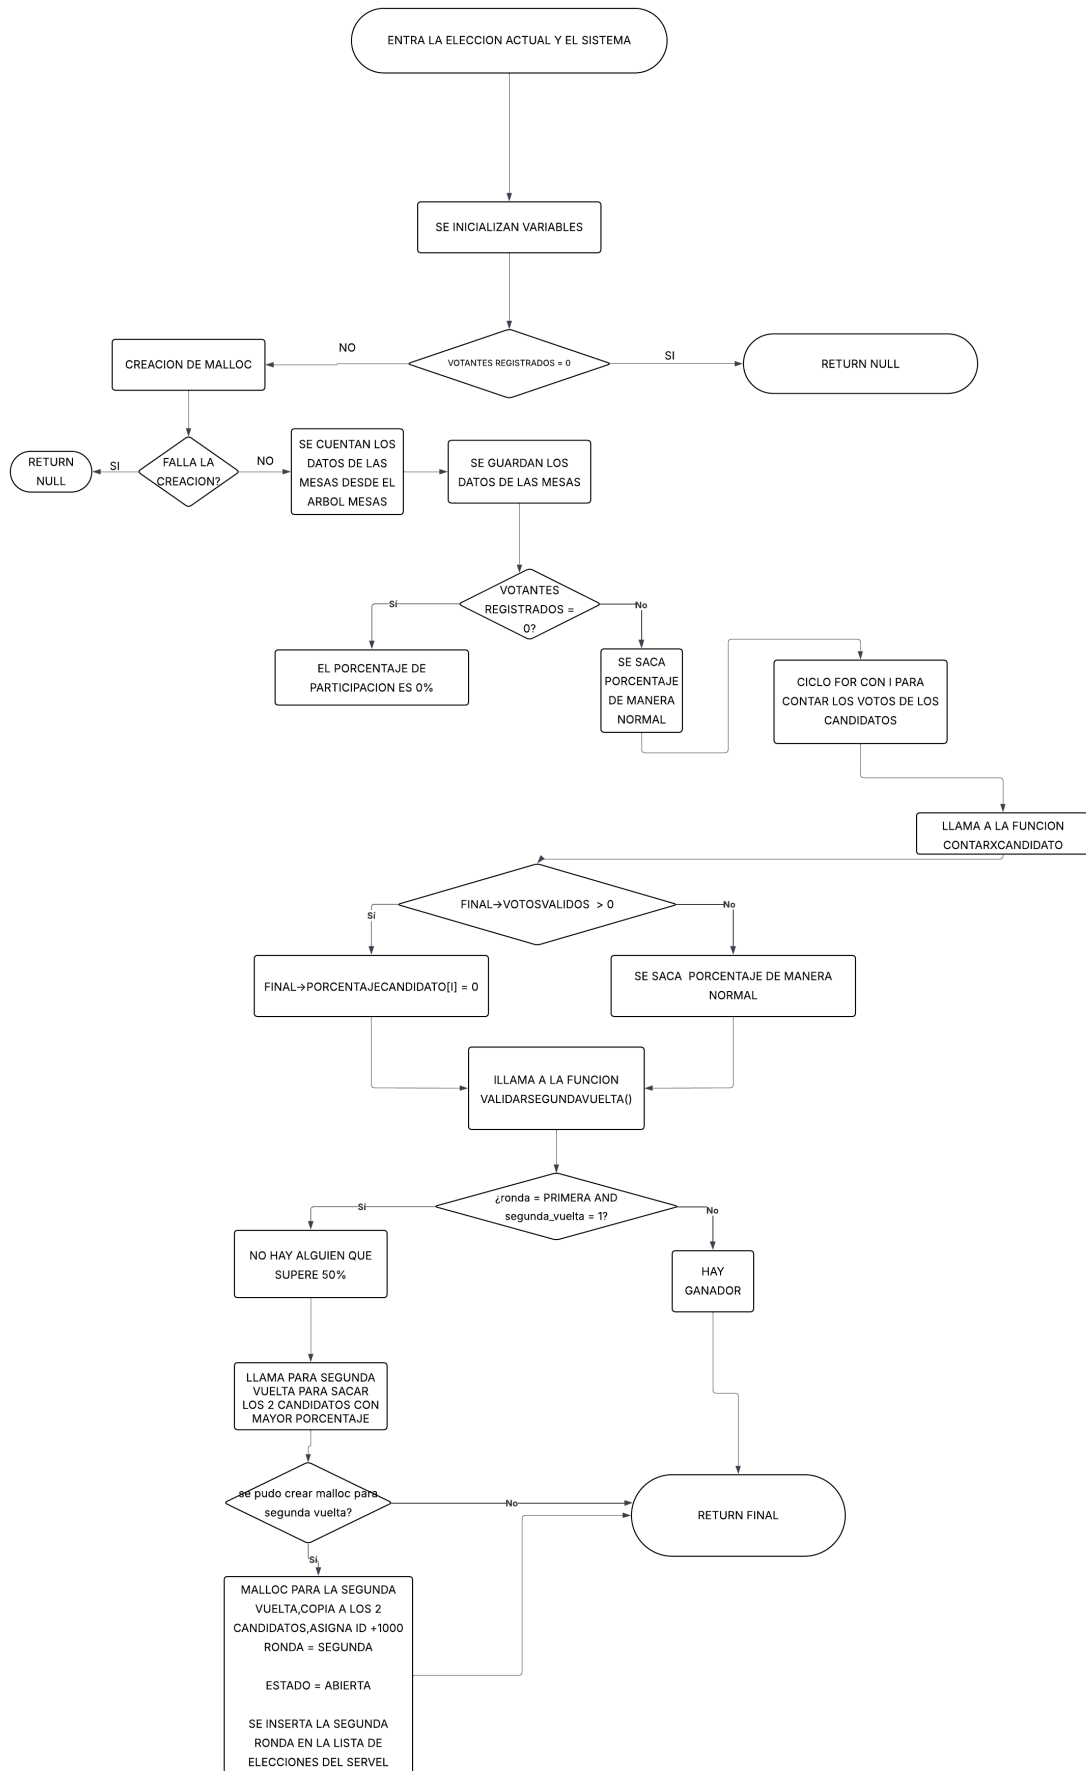 ENTRA LA ELECCION ACTUAL Y EL SISTEMA
SE INICIALIZAN VARIABLES
VOTANTES REGISTRADOS = 0
NO
SI
CREACION DE MALLOC
RETURN NULL
FALLA LA
CREACION?
SI
RETURN
NULL
NO
SE CUENTAN LOS
DATOS DE LAS
MESAS DESDE EL
ARBOL MESAS
SE GUARDAN LOS
DATOS DE LAS MESAS
VOTANTES
REGISTRADOS =
0?
Sí
No
EL PORCENTAJE DE
PARTICIPACION ES 0%
SE SACA
PORCENTAJE
DE MANERA
NORMAL
CICLO FOR CON I PARA
CONTAR LOS VOTOS DE LOS
CANDIDATOS
LLAMA A LA FUNCION
CONTARXCANDIDATO
FINAL→VOTOSVALIDOS > 0
Sí
No
FINAL→PORCENTAJECANDIDATO[I] = 0
SE SACA PORCENTAJE DE MANERA
NORMAL
ILLAMA A LA FUNCION
VALIDARSEGUNDAVUELTA()
¿ronda = PRIMERA AND
segunda_vuelta = 1?
Sí
No
NO HAY ALGUIEN QUE
SUPERE 50%
HAY
GANADOR
LLAMA PARA SEGUNDA
VUELTA PARA SACAR
LOS 2 CANDIDATOS CON
MAYOR PORCENTAJE
se pudo crear malloc para
segunda vuelta?
No
Sí
RETURN FINAL
MALLOC PARA LA SEGUNDA
VUELTA,COPIA A LOS 2
CANDIDATOS,ASIGNA ID +1000
RONDA = SEGUNDA
ESTADO = ABIERTA
SE INSERTA LA SEGUNDA
RONDA EN LA LISTA DE
ELECCIONES DEL SERVEL